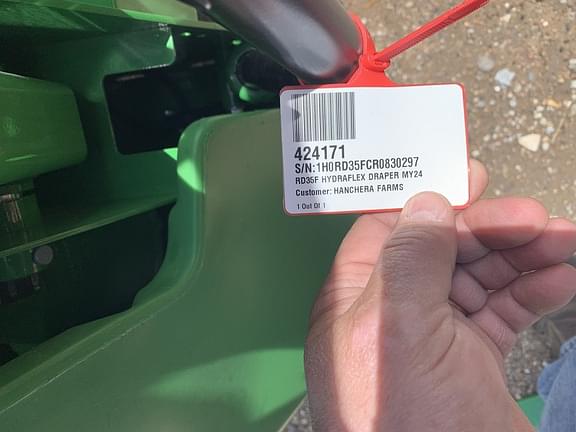 424171
S/N:1H0RD35FCR0830297
RD35F HYDRAFLEX DRAPER MY24
Customer: HANCHERA FARMS
1 Out Of 1